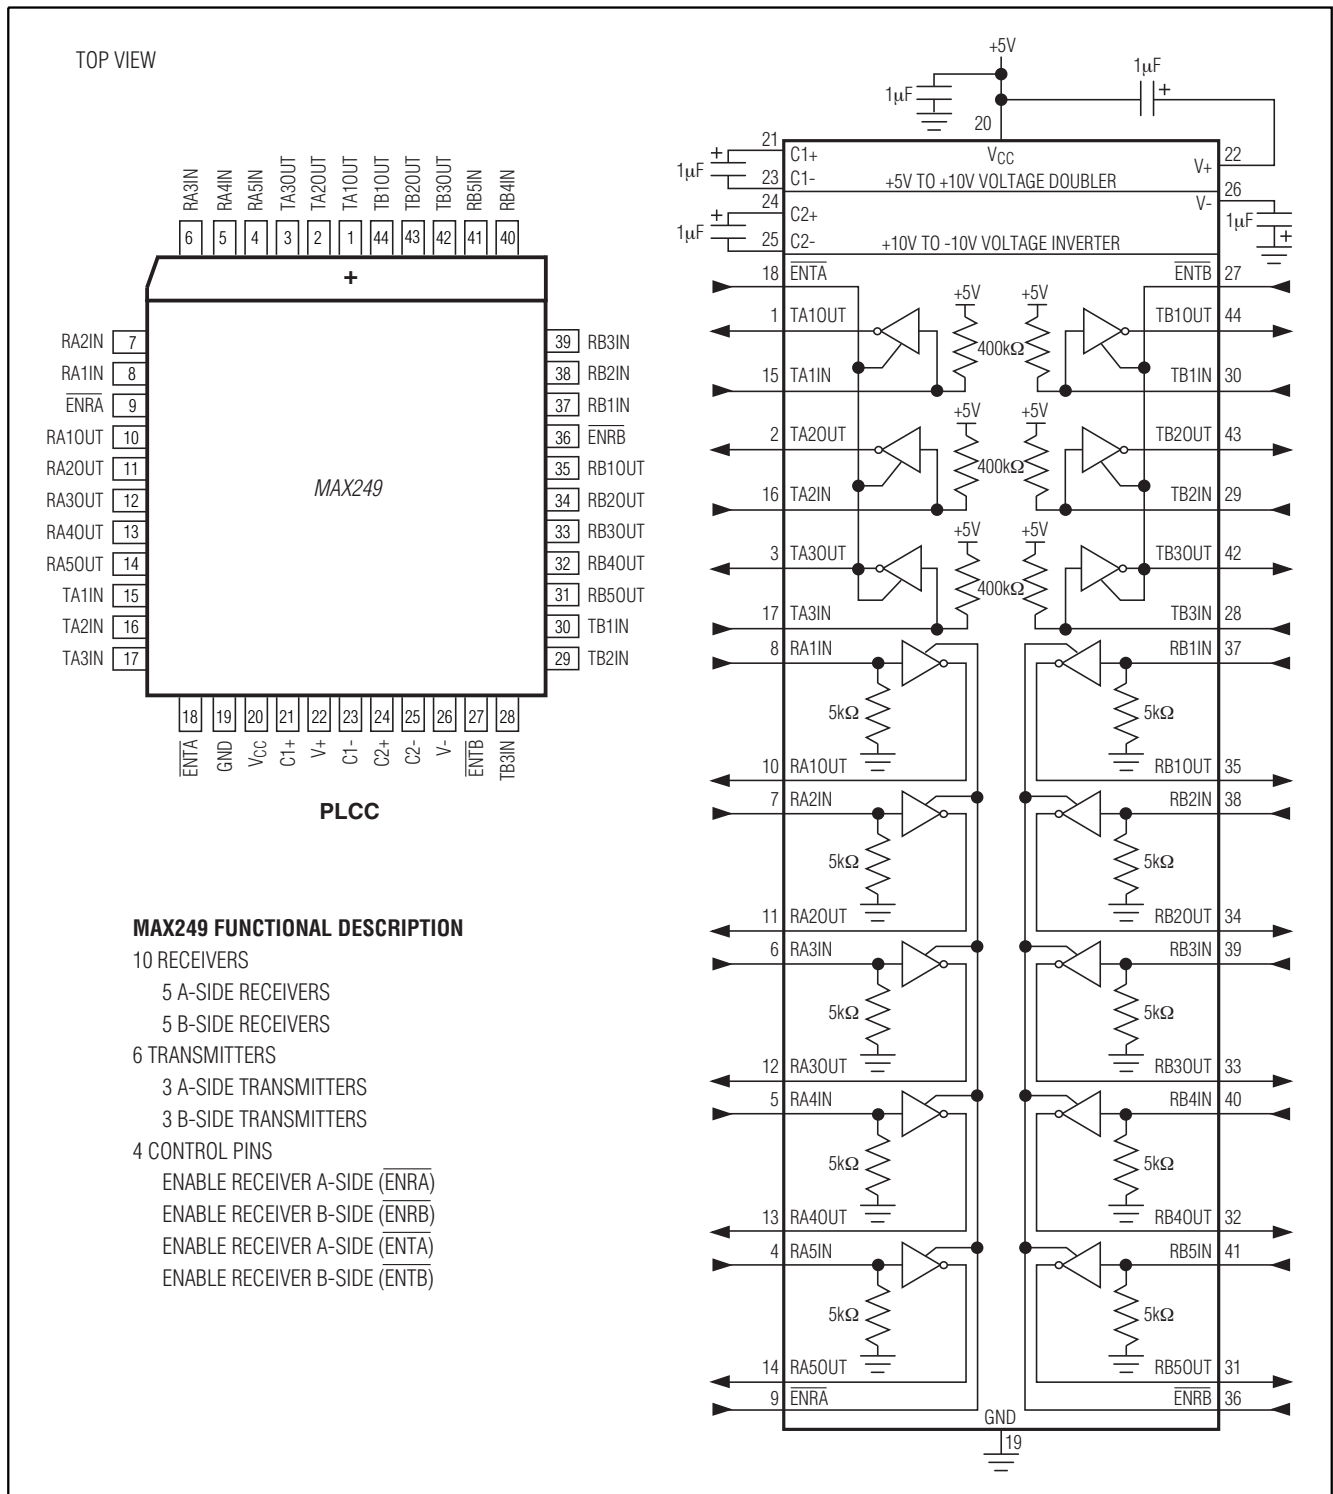 TOP VIEW
RA3IN
RA4IN
RA5IN
TA3OUT
TA2OUT
TA1OUT
TB1OUT
TB2OUT
TB3OUT
RB5IN
RB4IN
6 5 4 3 2 1 44 43 42 41 40
+
RA2IN 7
RA1IN 8
E̅N̅R̅A̅ 9
RA1OUT 10
RA2OUT 11
RA3OUT 12
RA4OUT 13
RA5OUT 14
TA1IN 15
TA2IN 16
TA3IN 17
MAX249
39 RB3IN
38 RB2IN
37 RB1IN
36 E̅N̅R̅B̅
35 RB1OUT
34 RB2OUT
33 RB3OUT
32 RB4OUT
31 RB5OUT
30 TB1IN
29 TB2IN
18 19 20 21 22 23 24 25 26 27 28
E̅N̅T̅A̅
GND
VCC
C1+
V+
C1-
C2+
C2-
V-
E̅N̅T̅B̅
TB3IN
PLCC
MAX249 FUNCTIONAL DESCRIPTION
10 RECEIVERS
5 A-SIDE RECEIVERS
5 B-SIDE RECEIVERS
6 TRANSMITTERS
3 A-SIDE TRANSMITTERS
3 B-SIDE TRANSMITTERS
4 CONTROL PINS
ENABLE RECEIVER A-SIDE (E̅N̅R̅A̅)
ENABLE RECEIVER B-SIDE (E̅N̅R̅B̅)
ENABLE RECEIVER A-SIDE (E̅N̅T̅A̅)
ENABLE RECEIVER B-SIDE (E̅N̅T̅B̅)
+5V
1µF
1µF +
20
21 C1+ VCC V+ 22
+
1µF
23 C1- +5V TO +10V VOLTAGE DOUBLER
26 V-
24 C2+
+
1µF
1µF
+
25 C2- +10V TO -10V VOLTAGE INVERTER
18 E̅N̅T̅A̅ E̅N̅T̅B̅ 27
+5V +5V
1 TA1OUT TB1OUT 44
400kΩ
15 TA1IN TB1IN 30
+5V +5V
2 TA2OUT TB2OUT 43
400kΩ
16 TA2IN TB2IN 29
+5V +5V
3 TA3OUT TB3OUT 42
400kΩ
17 TA3IN TB3IN 28
8 RA1IN RB1IN 37
5kΩ 5kΩ
10 RA1OUT RB1OUT 35
7 RA2IN RB2IN 38
5kΩ 5kΩ
11 RA2OUT RB2OUT 34
6 RA3IN RB3IN 39
5kΩ 5kΩ
12 RA3OUT RB3OUT 33
5 RA4IN RB4IN 40
5kΩ 5kΩ
13 RA4OUT RB4OUT 32
4 RA5IN RB5IN 41
5kΩ 5kΩ
14 RA5OUT RB5OUT 31
9 E̅N̅R̅A̅ E̅N̅R̅B̅ 36
GND
19